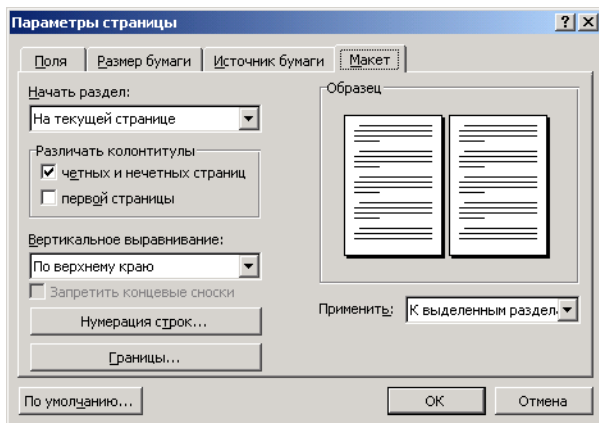 Параметры страницы
Поля
Размер бумаги
Источник бумаги
Макет
Начать раздел:
На текущей странице
Различать колонтитулы
четных и нечетных страниц
первой страницы
Вертикальное выравнивание:
По верхнему краю
Запретить концевые сноски
Нумерация строк...
Границы...
Образец
Применить:
К выделенным раздел
По умолчанию...
ОК
Отмена